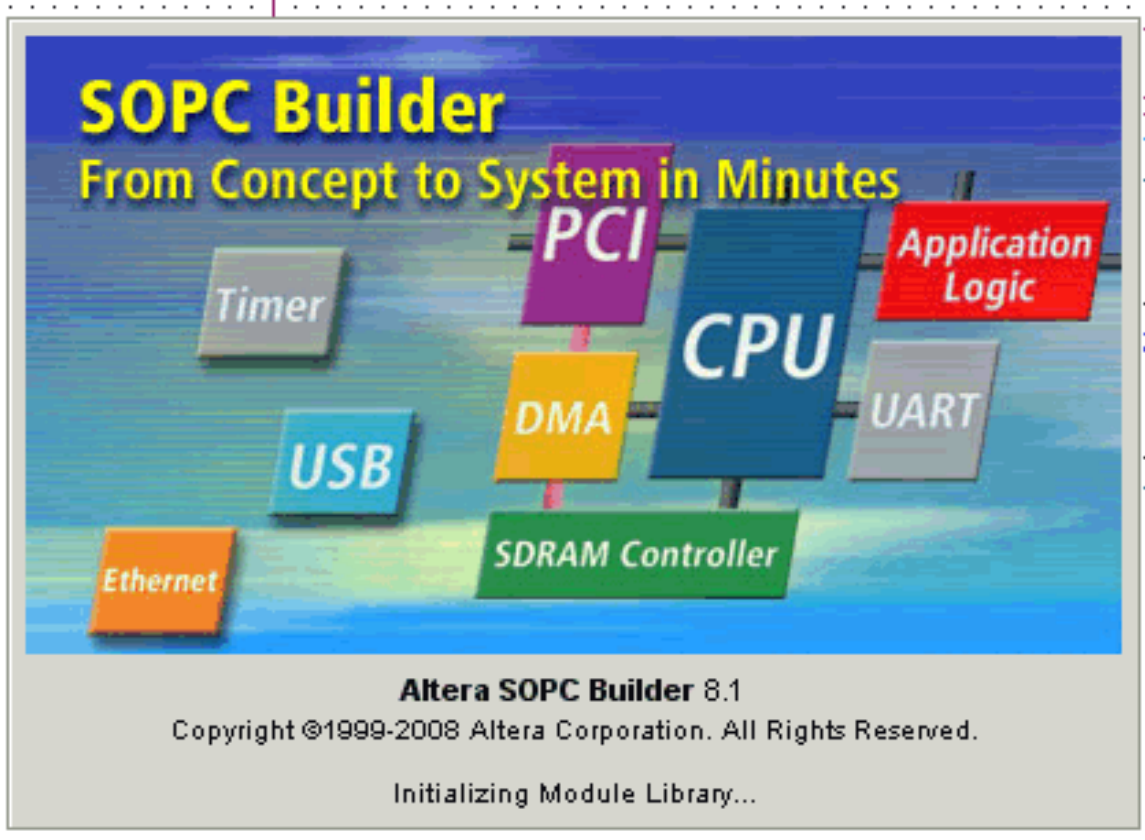 SOPC Builder
From Concept to System in Minutes
PCI
Application
Logic
Timer
CPU
DMA
UART
USB
SDRAM Controller
Ethernet
Altera SOPC Builder 8.1
Copyright ©1999-2008 Altera Corporation. All Rights Reserved.
Initializing Module Library...